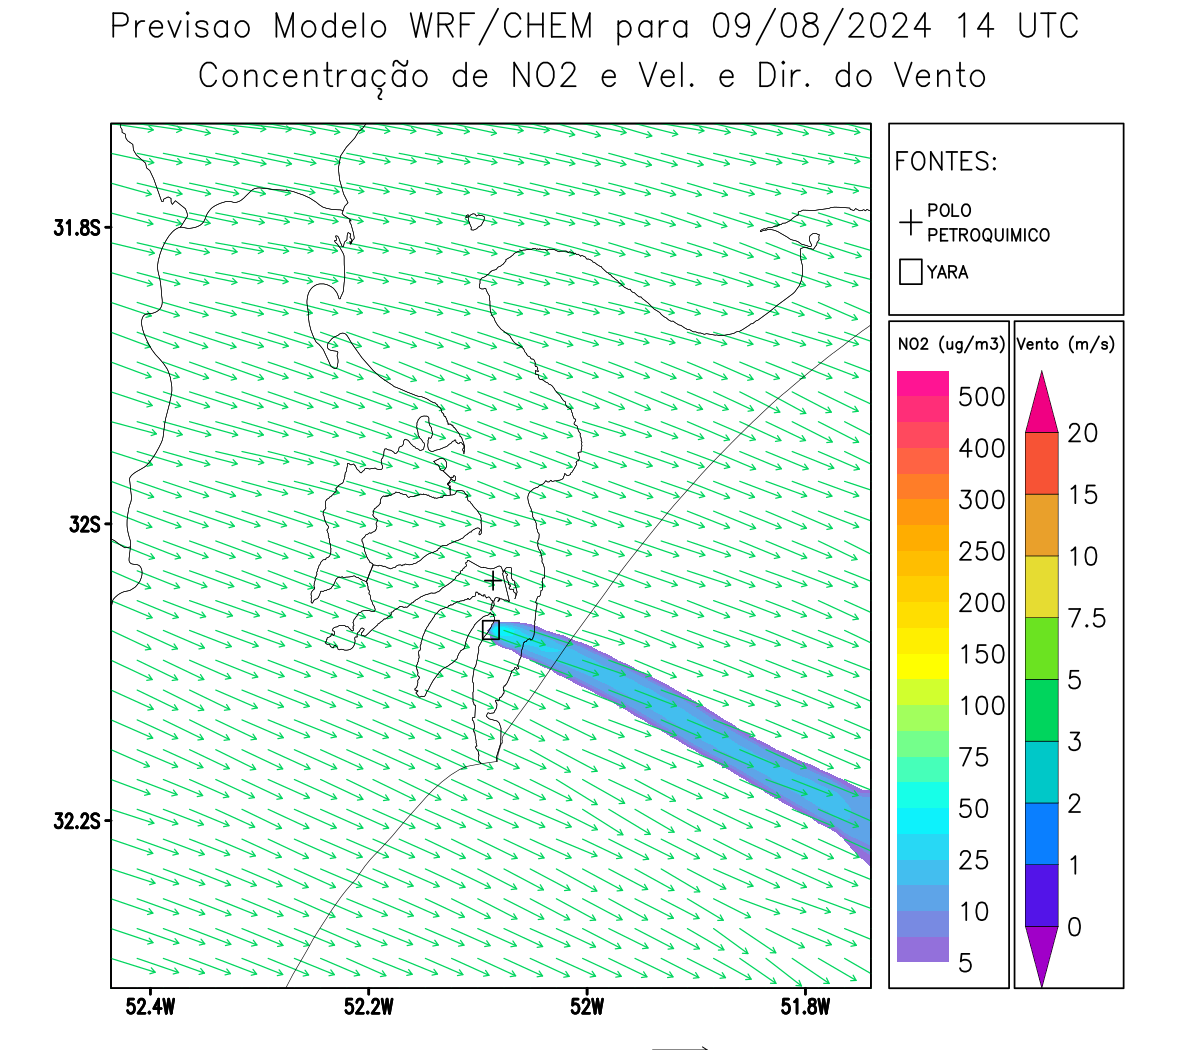 Previsao Modelo WRF/CHEM para 09/08/2024 14 UTC
Concentração de NO2 e Vel. e Dir. do Vento
FONTES:
POLO
PETROQUIMICO
YARA
NO2 (ug/m3)
500
400
300
250
200
150
100
75
50
25
10
5
Vento (m/s)
20
15
10
7.5
5
3
2
1
0
31.8S
32S
32.2S
52.4W
52.2W
52W
51.8W